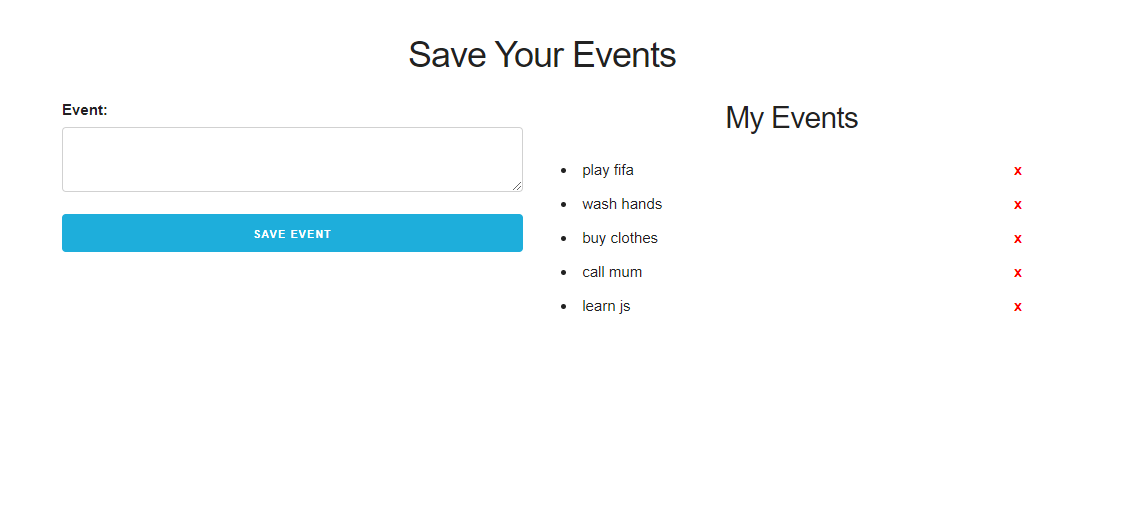 Save Your Events
Event:
SAVE EVENT
My Events
play fifa x
wash hands x
buy clothes x
call mum x
learn js x